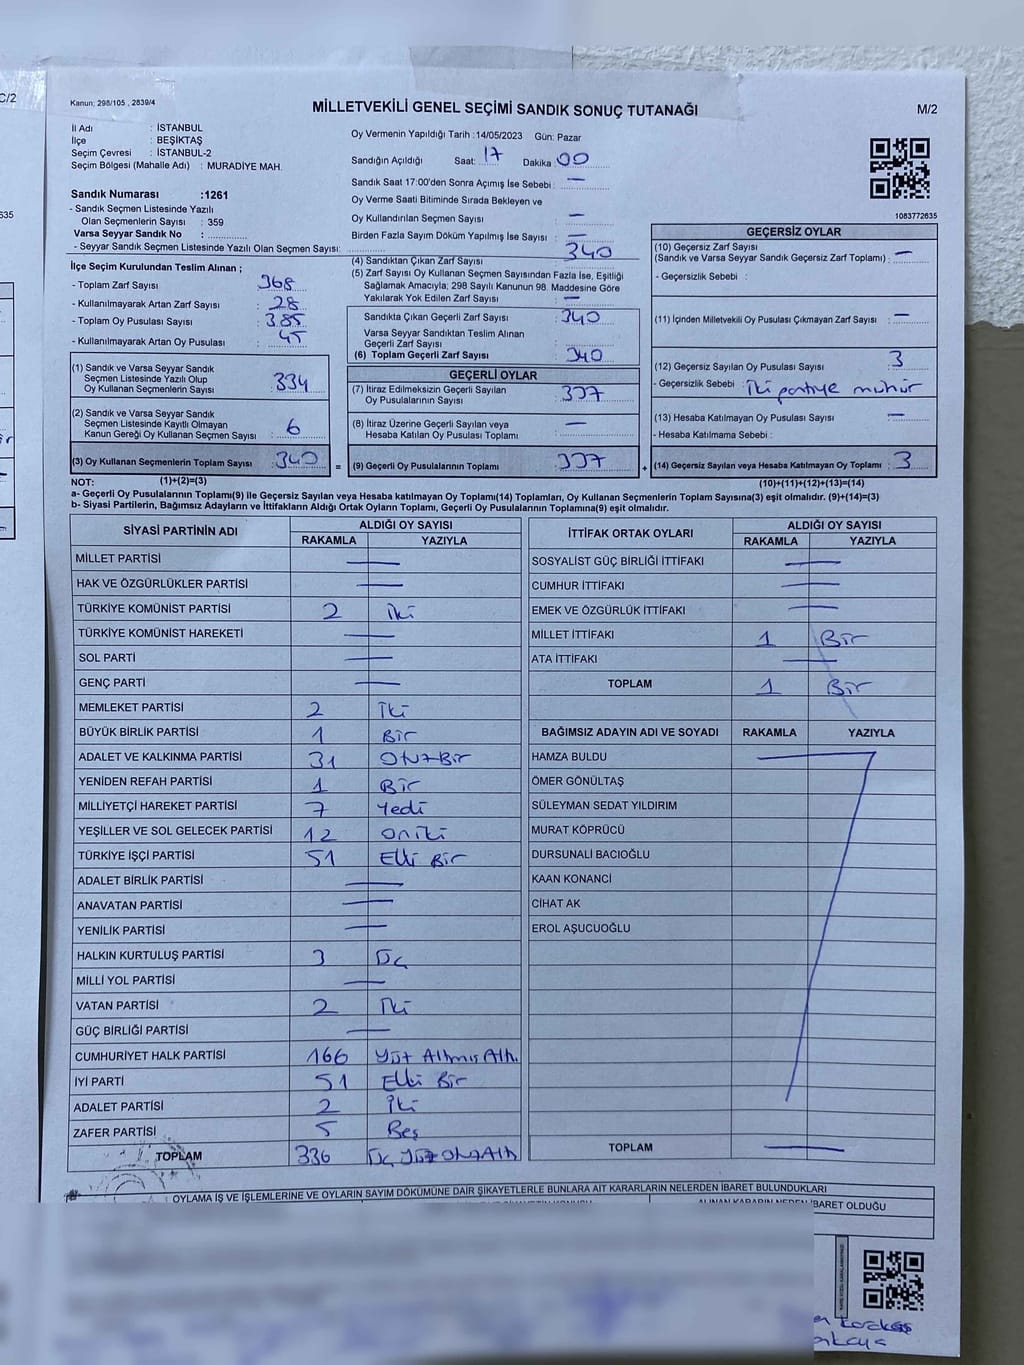 C/2
Kanun; 298/105 , 2839/4
MİLLETVEKİLİ GENEL SEÇİMİ SANDIK SONUÇ TUTANAĞI
M/2
İl Adı : İSTANBUL
İlçe : BEŞİKTAŞ
Seçim Çevresi : İSTANBUL-2
Seçim Bölgesi (Mahalle Adı) : MURADİYE MAH.
Sandık Numarası :1261
- Sandık Seçmen Listesinde Yazılı
Olan Seçmenlerin Sayısı : 359
Varsa Seyyar Sandık No :
- Seyyar Sandık Seçmen Listesinde Yazılı Olan Seçmen Sayısı:
Oy Vermenin Yapıldığı Tarih : 14/05/2023 Gün: Pazar
Sandığın Açıldığı Saat: 17 Dakika 00
Sandık Saat 17:00'den Sonra Açımış İse Sebebi : —
Oy Verme Saati Bitiminde Sırada Bekleyen ve
Oy Kullandırılan Seçmen Sayısı —
Birden Fazla Sayım Döküm Yapılmış İse Sayısı —
1083772635
635
İlçe Seçim Kurulundan Teslim Alınan ;
- Toplam Zarf Sayısı 368
- Kullanılmayarak Artan Zarf Sayısı : 28
- Toplam Oy Pusulası Sayısı : 385
- Kullanılmayarak Artan Oy Pusulası : 45
(4) Sandıktan Çıkan Zarf Sayısı 340
(5) Zarf Sayısı Oy Kullanan Seçmen Sayısından Fazla İse, Eşitliği
Sağlamak Amacıyla; 298 Sayılı Kanunun 98. Maddesine Göre
Yakılarak Yok Edilen Zarf Sayısı : —
Sandıkta Çıkan Geçerli Zarf Sayısı 340
Varsa Seyyar Sandıktan Teslim Alınan
Geçerli Zarf Sayısı :
(6) Toplam Geçerli Zarf Sayısı 340
GEÇERSİZ OYLAR
(10) Geçersiz Zarf Sayısı
(Sandık ve Varsa Seyyar Sandık Geçersiz Zarf Toplamı) : —
- Geçersizlik Sebebi :
(11) İçinden Milletvekili Oy Pusulası Çıkmayan Zarf Sayısı : —
(12) Geçersiz Sayılan Oy Pusulası Sayısı 3
- Geçersizlik Sebebi : İki partiye mühür
(13) Hesaba Katılmayan Oy Pusulası Sayısı —
- Hesaba Katılmama Sebebi :
(14) Geçersiz Sayılan veya Hesaba Katılmayan Oy Toplamı : 3
(1) Sandık ve Varsa Seyyar Sandık
Seçmen Listesinde Yazılı Olup
Oy Kullanan Seçmenlerin Sayısı : 334
(2) Sandık ve Varsa Seyyar Sandık
Seçmen Listesinde Kayıtlı Olmayan
Kanun Gereği Oy Kullanan Seçmen Sayısı : 6
(3) Oy Kullanan Seçmenlerin Toplam Sayısı : 340
GEÇERLİ OYLAR
(7) İtiraz Edilmeksizin Geçerli Sayılan
Oy Pusulalarının Sayısı : 337
(8) İtiraz Üzerine Geçerli Sayılan veya
Hesaba Katılan Oy Pusulası Toplamı : —
= (9) Geçerli Oy Pusulalarının Toplamı : 337 +
NOT: (1)+(2)=(3) (10)+(11)+(12)+(13)=(14)
a- Geçerli Oy Pusulalarının Toplamı(9) ile Geçersiz Sayılan veya Hesaba katılmayan Oy Toplamı(14) Toplamları, Oy Kullanan Seçmenlerin Toplam Sayısına(3) eşit olmalıdır. (9)+(14)=(3)
b- Siyasi Partilerin, Bağımsız Adayların ve İttifakların Aldığı Ortak Oyların Toplamı, Geçerli Oy Pusulalarının Toplamına(9) eşit olmalıdır.
SİYASİ PARTİNİN ADI ALDIĞI OY SAYISI
RAKAMLA YAZIYLA
MİLLET PARTİSİ —
HAK VE ÖZGÜRLÜKLER PARTİSİ —
TÜRKİYE KOMÜNİST PARTİSİ 2 İki
TÜRKİYE KOMÜNİST HAREKETİ —
SOL PARTİ —
GENÇ PARTİ —
MEMLEKET PARTİSİ 2 İki
BÜYÜK BİRLİK PARTİSİ 1 Bir
ADALET VE KALKINMA PARTİSİ 31 Otuz Bir
YENİDEN REFAH PARTİSİ 1 Bir
MİLLİYETÇİ HAREKET PARTİSİ 7 Yedi
YEŞİLLER VE SOL GELECEK PARTİSİ 12 Oniki
TÜRKİYE İŞÇİ PARTİSİ 51 Elli Bir
ADALET BİRLİK PARTİSİ —
ANAVATAN PARTİSİ —
YENİLİK PARTİSİ —
HALKIN KURTULUŞ PARTİSİ 3 Üç
MİLLİ YOL PARTİSİ —
VATAN PARTİSİ 2 İki
GÜÇ BİRLİĞİ PARTİSİ —
CUMHURİYET HALK PARTİSİ 166 Yüz Altmış Altı
İYİ PARTİ 51 Elli Bir
ADALET PARTİSİ 2 İki
ZAFER PARTİSİ 5 Beş
TOPLAM 336 Üç Yüz Otuz Altı
İTTİFAK ORTAK OYLARI ALDIĞI OY SAYISI
RAKAMLA YAZIYLA
SOSYALİST GÜÇ BİRLİĞİ İTTİFAKI —
CUMHUR İTTİFAKI —
EMEK VE ÖZGÜRLÜK İTTİFAKI —
MİLLET İTTİFAKI 1 Bir
ATA İTTİFAKI —
TOPLAM 1 Bir
BAĞIMSIZ ADAYIN ADI VE SOYADI RAKAMLA YAZIYLA
HAMZA BULDU
ÖMER GÖNÜLTAŞ
SÜLEYMAN SEDAT YILDIRIM
MURAT KÖPRÜCÜ
DURSUNALİ BACIOĞLU
KAAN KONANCİ
CİHAT AK
EROL AŞUCUOĞLU
TOPLAM —
OYLAMA İŞ VE İŞLEMLERİNE VE OYLARIN SAYIM DÖKÜMÜNE DAİR ŞİKAYETLERLE BUNLARA AİT KARARLARIN NELERDEN İBARET BULUNDUKLARI
ALINAN KARARIN NEDEN İBARET OLDUĞU